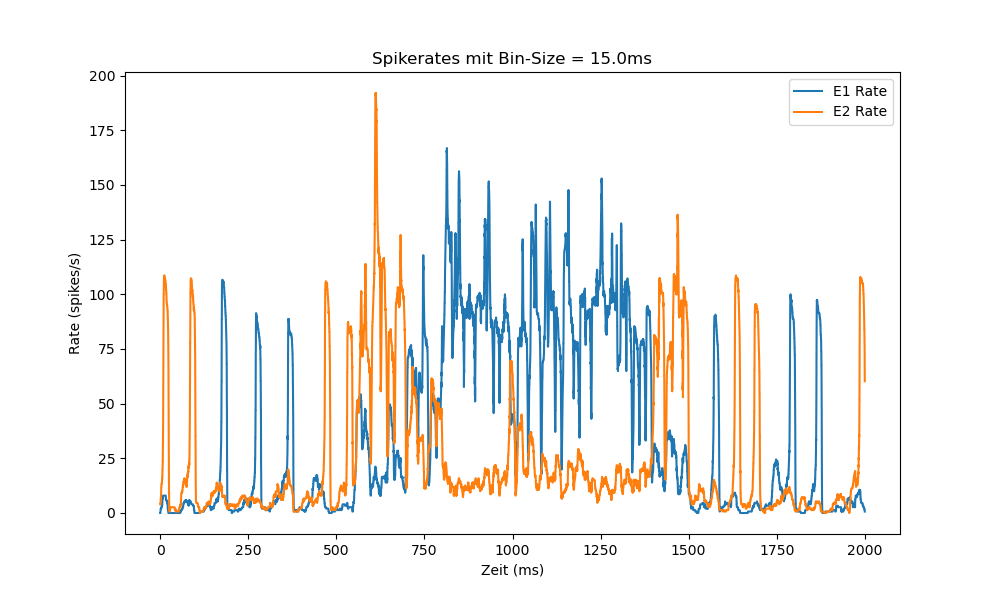 Spikerates mit Bin-Size = 15.0ms
E1 Rate
E2 Rate
Rate (spikes/s)
200
175
150
125
100
75
50
25
0
0 250 500 750 1000 1250 1500 1750 2000
Zeit (ms)